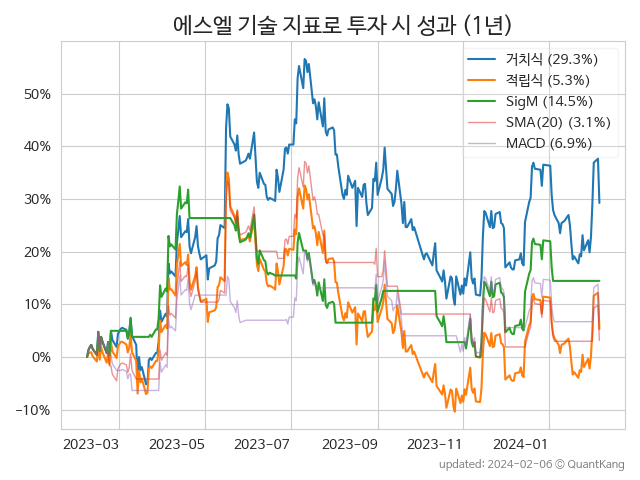 에스엘 기술 지표로 투자 시 성과 (1년)
거치식 (29.3%)
적립식 (5.3%)
SigM (14.5%)
SMA(20) (3.1%)
MACD (6.9%)
50%
40%
30%
20%
10%
0%
−10%
2023-03 2023-05 2023-07 2023-09 2023-11 2024-01
updated: 2024-02-06 © QuantKang